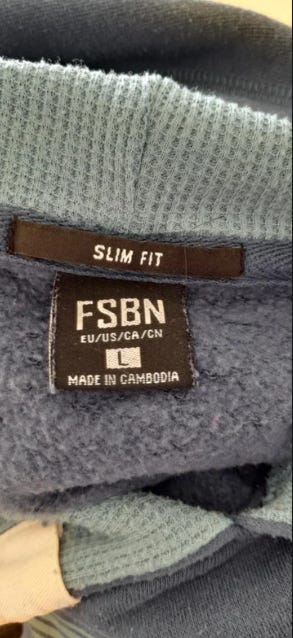 SLIM FIT
FSBN
EU/US/CA/CN
L
MADE IN CAMBODIA